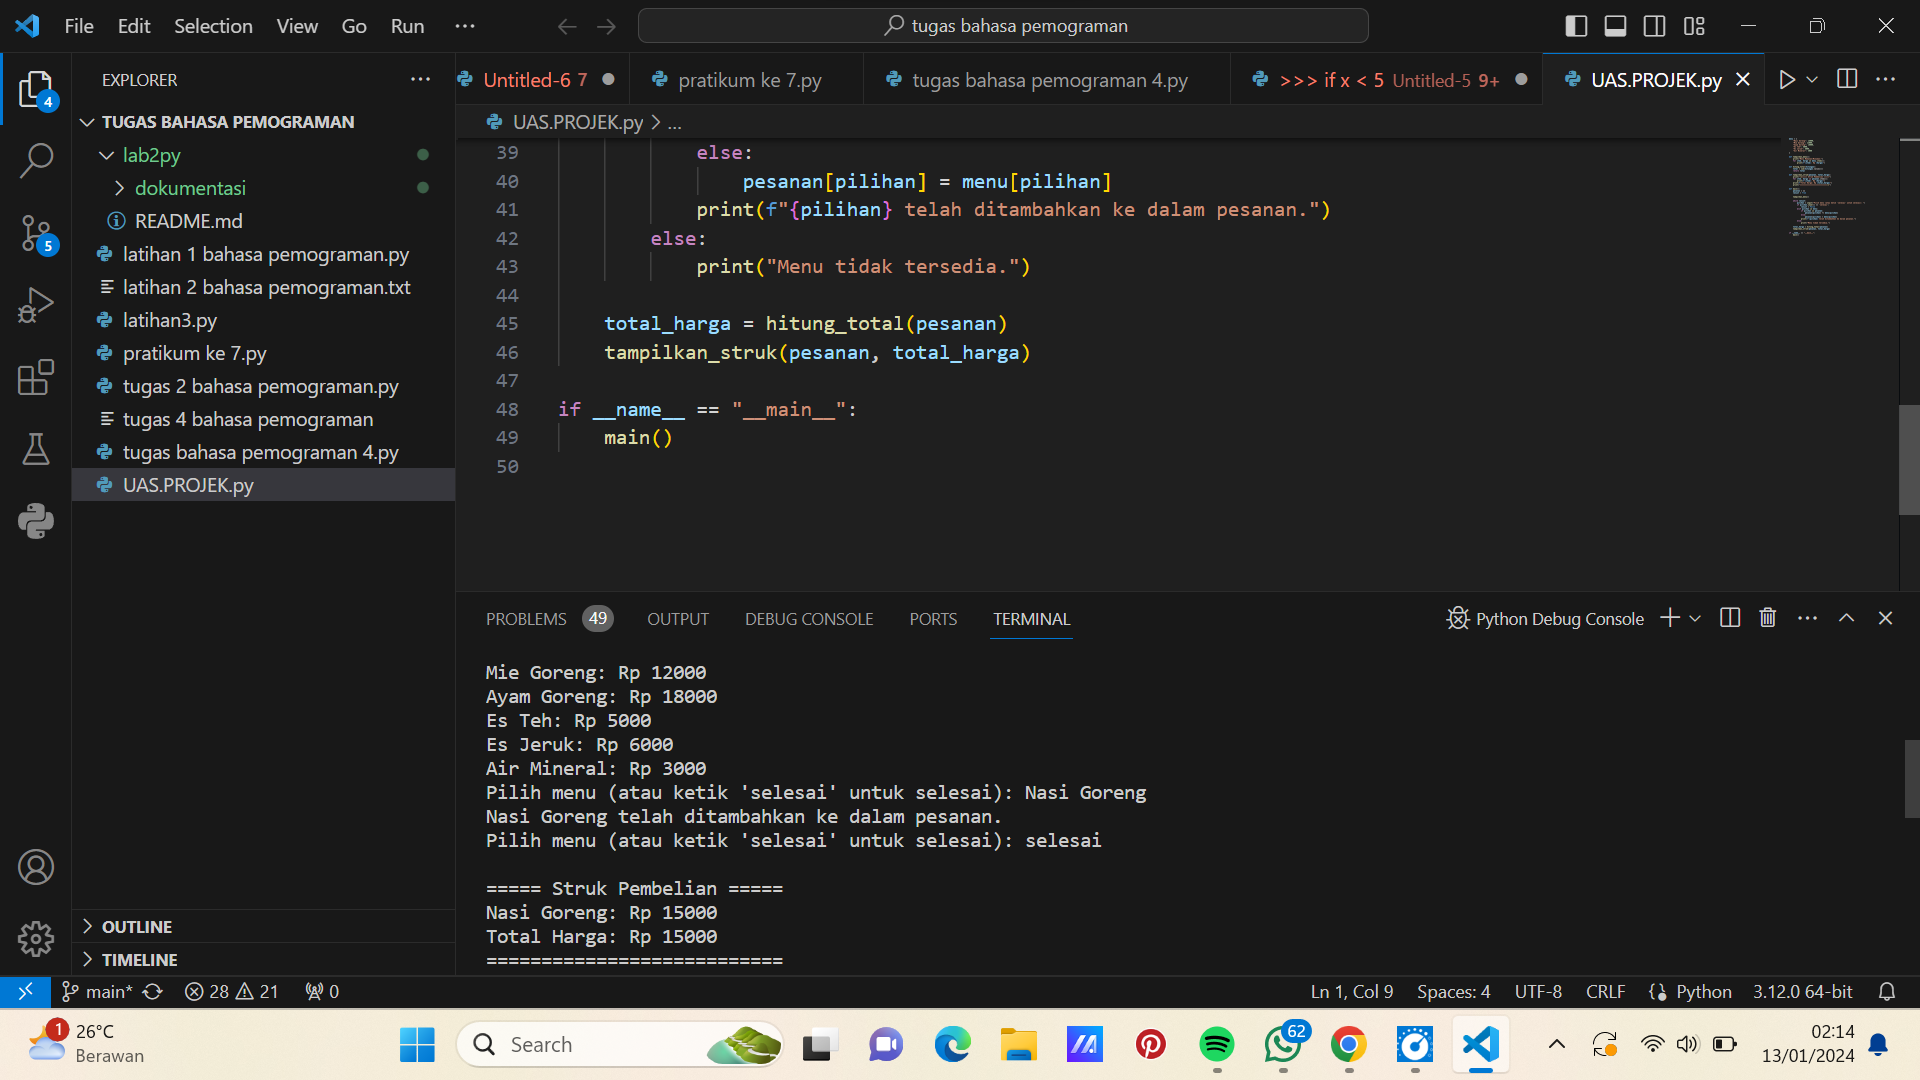 File Edit Selection View Go Run ...
tugas bahasa pemograman
EXPLORER ...
Untitled-6 7
pratikum ke 7.py
tugas bahasa pemograman 4.py
>>> if x < 5 Untitled-5 9+
UAS.PROJEK.py
4
TUGAS BAHASA PEMOGRAMAN
lab2py
dokumentasi
README.md
5
latihan 1 bahasa pemograman.py
latihan 2 bahasa pemograman.txt
latihan3.py
pratikum ke 7.py
tugas 2 bahasa pemograman.py
tugas 4 bahasa pemograman
tugas bahasa pemograman 4.py
UAS.PROJEK.py
OUTLINE
TIMELINE
UAS.PROJEK.py > ...
39 else:
40 pesanan[pilihan] = menu[pilihan]
41 print(f"{pilihan} telah ditambahkan ke dalam pesanan.")
42 else:
43 print("Menu tidak tersedia.")
44
45 total_harga = hitung_total(pesanan)
46 tampilkan_struk(pesanan, total_harga)
47
48 if __name__ == "__main__":
49 main()
50
PROBLEMS 49 OUTPUT DEBUG CONSOLE PORTS TERMINAL
Python Debug Console
Mie Goreng: Rp 12000
Ayam Goreng: Rp 18000
Es Teh: Rp 5000
Es Jeruk: Rp 6000
Air Mineral: Rp 3000
Pilih menu (atau ketik 'selesai' untuk selesai): Nasi Goreng
Nasi Goreng telah ditambahkan ke dalam pesanan.
Pilih menu (atau ketik 'selesai' untuk selesai): selesai
===== Struk Pembelian =====
Nasi Goreng: Rp 15000
Total Harga: Rp 15000
===========================
main* 28 21 0
Ln 1, Col 9 Spaces: 4 UTF-8 CRLF Python 3.12.0 64-bit
1
26°C
Berawan
Search
62
02:14
13/01/2024